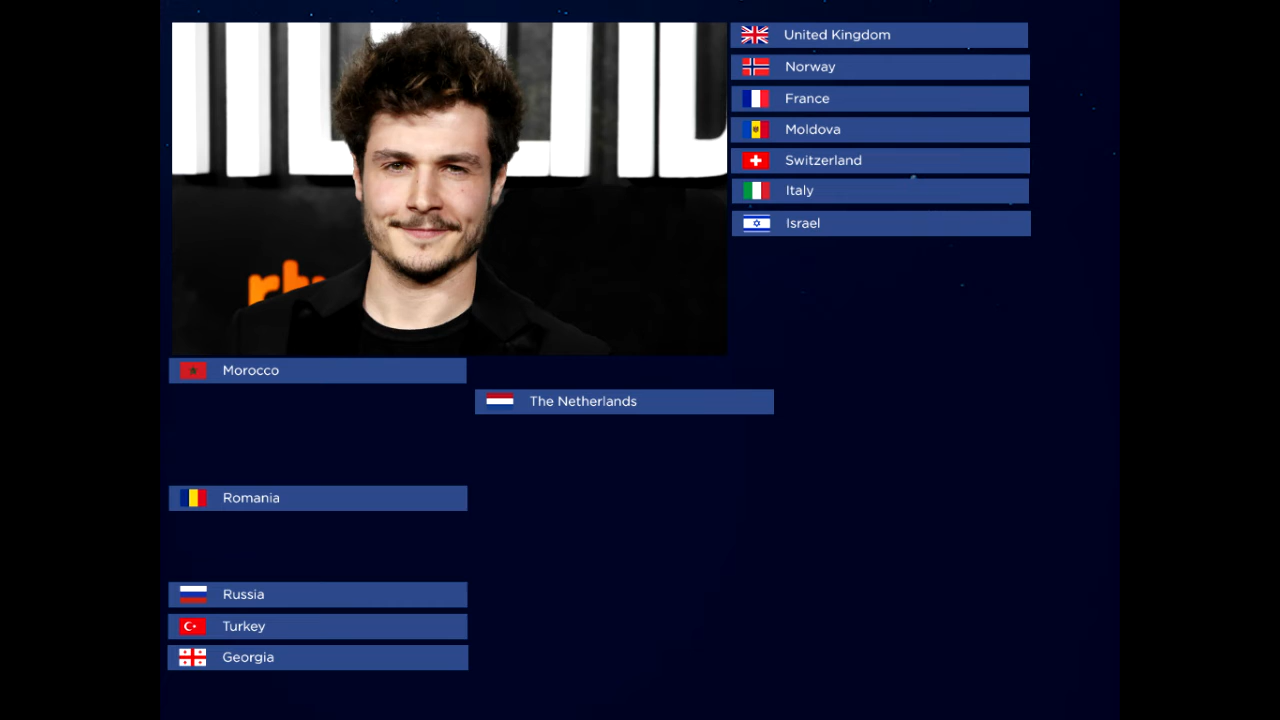 United Kingdom
Norway
France
Moldova
Switzerland
Italy
Israel
Morocco
The Netherlands
Romania
Russia
Turkey
Georgia